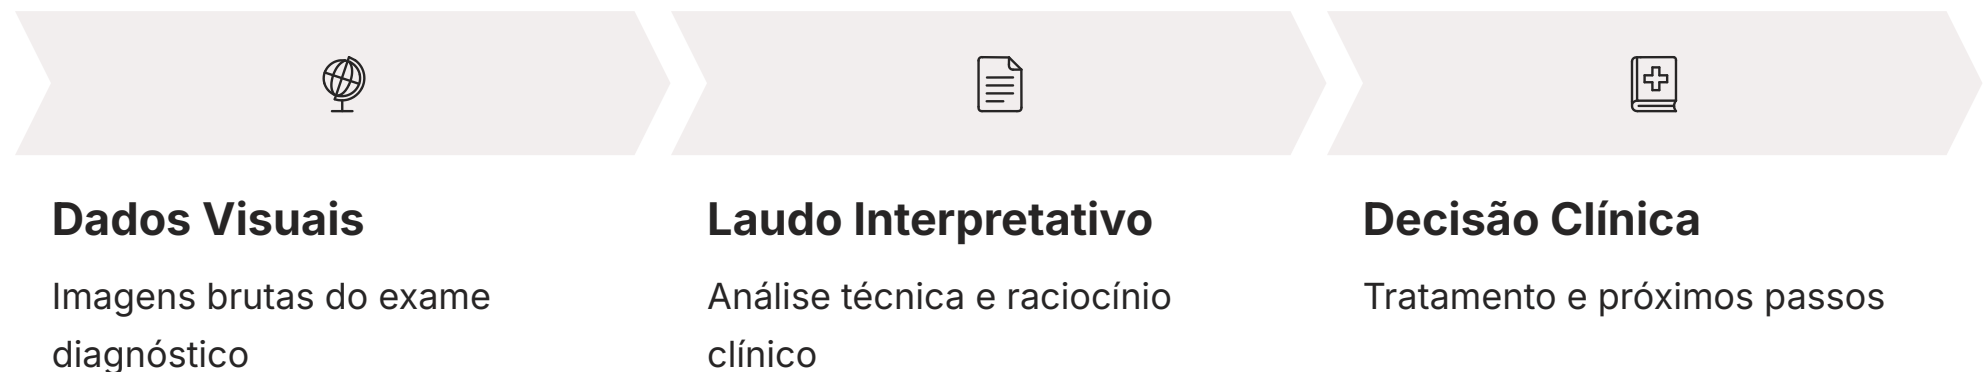 Dados Visuais
Imagens brutas do exame
diagnóstico
Laudo Interpretativo
Análise técnica e raciocínio
clínico
Decisão Clínica
Tratamento e próximos passos